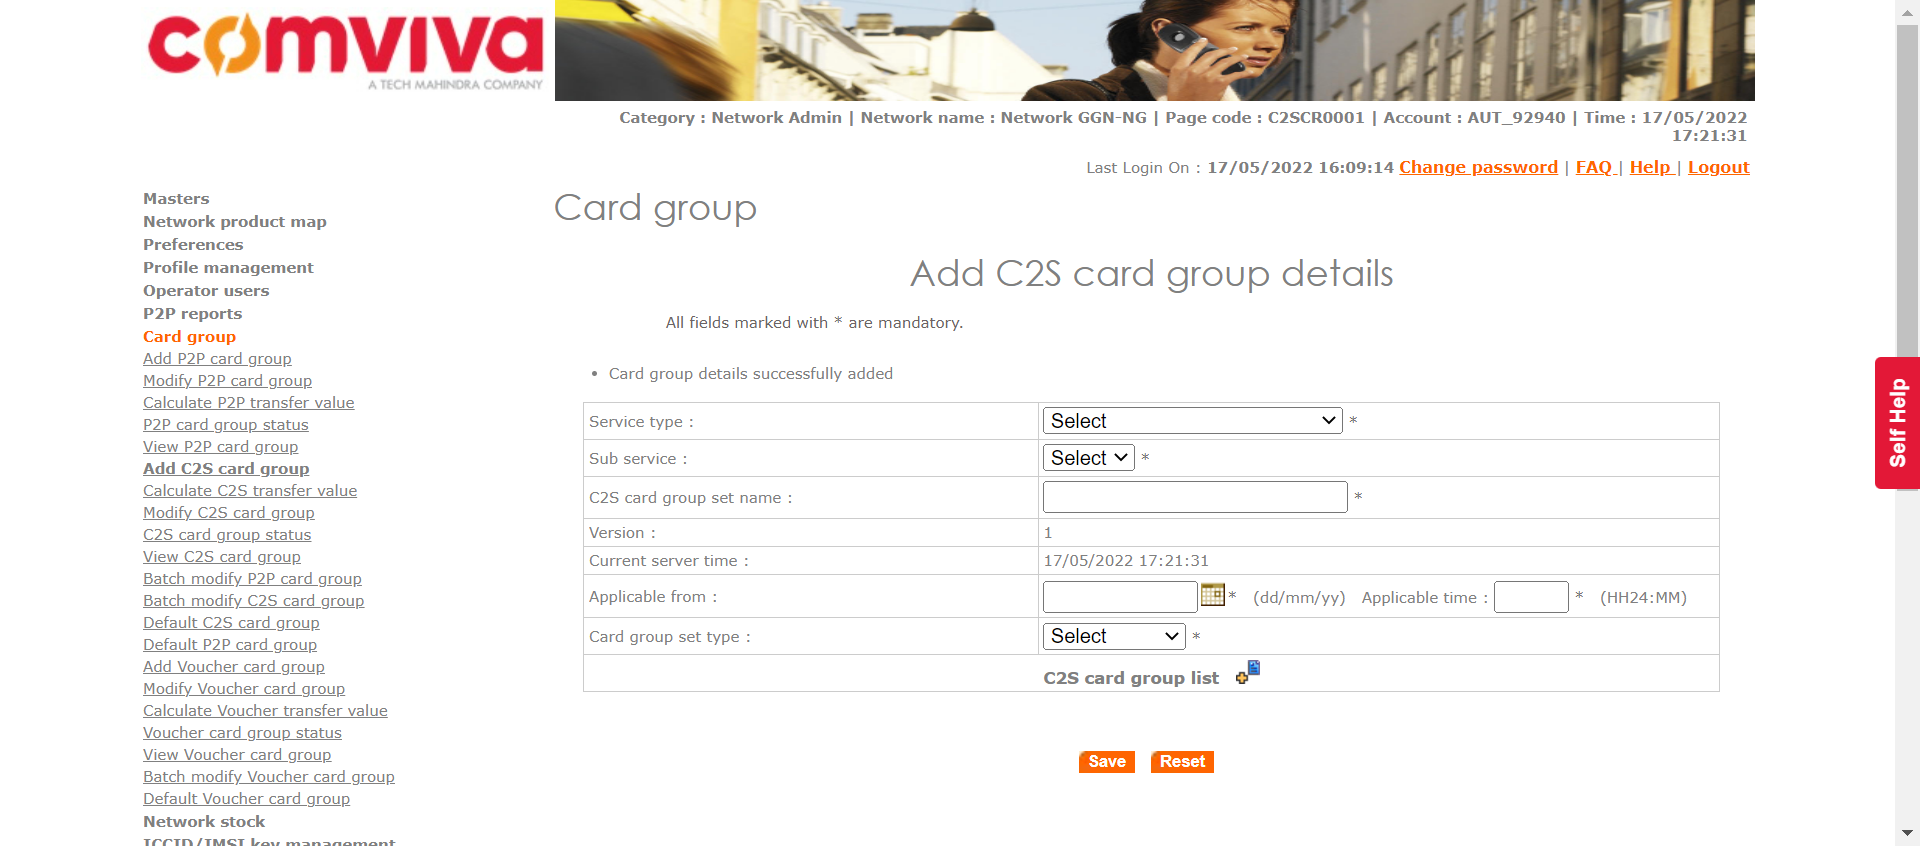 comviva
A TECH MAHINDRA COMPANY
Category : Network Admin | Network name : Network GGN-NG | Page code : C2SCR0001 | Account : AUT_92940 | Time : 17/05/2022
17:21:31
Last Login On : 17/05/2022 16:09:14 Change password | FAQ | Help | Logout
Masters
Network product map
Preferences
Profile management
Operator users
P2P reports
Card group
Add P2P card group
Modify P2P card group
Calculate P2P transfer value
P2P card group status
View P2P card group
Add C2S card group
Calculate C2S transfer value
Modify C2S card group
C2S card group status
View C2S card group
Batch modify P2P card group
Batch modify C2S card group
Default C2S card group
Default P2P card group
Add Voucher card group
Modify Voucher card group
Calculate Voucher transfer value
Voucher card group status
View Voucher card group
Batch modify Voucher card group
Default Voucher card group
Network stock
ICCID/IMSI key management
Card group
Add C2S card group details
All fields marked with * are mandatory.
• Card group details successfully added
Service type : Select *
Sub service : Select *
C2S card group set name : *
Version : 1
Current server time : 17/05/2022 17:21:31
Applicable from : * (dd/mm/yy) Applicable time : * (HH24:MM)
Card group set type : Select *
C2S card group list
Save Reset
Self Help